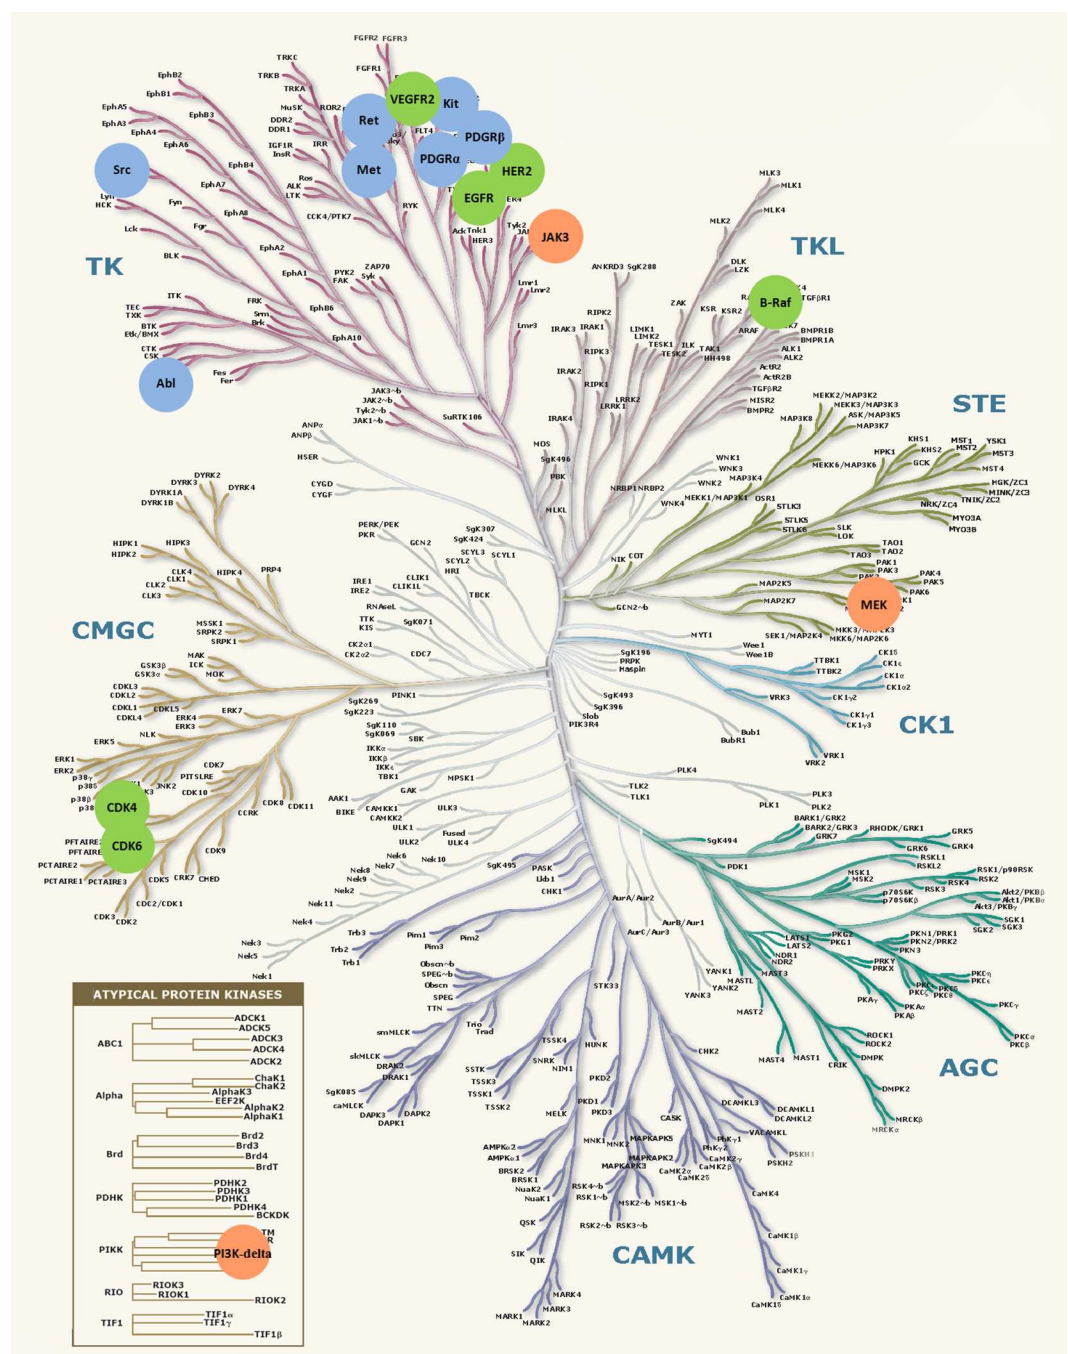 FGFR2 FGFR3
TRKC
FGFR1
TRKB
EphB2
TRKA
EphB1
MuSK
ROR2
VEGFR2
Kit
EphA5
EphB3
DDR2
Ret
EphA3
DDR1
FLT4
PDGRβ
EphA4
EphA6
IGF1R
IRR
InsR
PDGRα
Src
EphB4
Met
HER2
Ros
EphA7
ALK
LTK
EGFR
Lyn
HCK
Fyn
EphA8
CCK4/PTK7
RYK
ER4
Lck
Fgr
Ack
Tnk1
HER3
Tyk2
JAK3
BLK
EphA2
TK
ZAP70
PYK2
Syk
FAK
EphA1
Lmr1
Lmr2
ITK
FRK
EphB6
TEC
TXK
Srm
Brk
Lmr3
BTK
Etk/BMX
EphA10
CTK
CSK
Abl
Fes
Fer
JAK3~b
JAK2~b
Tyk2~b
JAK1~b
SuRTK106
MLK3
MLK1
MLK4
MLK2
TKL
DLK
LZK
ANKRD3
SgK288
ZAK
KSR
KSR2
B-Raf
TGFβR1
RIPK2
IRAK3
IRAK1
LIMK1
LIMK2
TESK1
TESK2
ILK
TAK1
HH498
ARAF
BMPR1B
BMPR1A
ALK1
ALK2
RIPK3
IRAK2
RIPK1
ActR2
ActR2B
LRRK2
LRRK1
TGFβR2
MISR2
BMPR2
IRAK4
MOS
SgK496
PBK
MLKL
STE
MEKK2/MAP3K2
MEKK3/MAP3K3
ASK/MAP3K5
MAP3K8
MAP3K7
MEKK6/MAP3K6
MAP3K4
MEKK1/MAP3K1
WNK1
WNK3
WNK2
WNK4
NRBP1
NRBP2
KHS1
KHS2
HPK1
GCK
MST1
MST2
YSK1
MST3
MST4
HGK/ZC1
MINK/ZC3
TNIK/ZC2
NRK/ZC4
MYO3A
MYO3B
OSR1
STLK3
STLK5
STLK6
SLK
LOK
TAO1
TAO2
TAO3
NIK
COT
PAK1
PAK3
PAK4
PAK5
PAK6
MAP2K5
MAP2K7
MEK
GCN2~b
SEK1/MAP2K4
MKK6/MAP2K6
ANPα
ANPβ
HSER
CYGD
CYGF
DYRK2
DYRK3
DYRK4
DYRK1A
DYRK1B
HIPK1
HIPK3
HIPK2
CLK4
CLK1
HIPK4
PRP4
CLK2
CLK3
CMGC
MSSK1
SRPK2
SRPK1
MAK
ICK
MOK
GSK3β
GSK3α
CDKL3
CDKL2
CDKL1
CDKL5
CDKL4
ERK7
ERK4
ERK3
NLK
ERK5
ERK1
ERK2
p38γ
p38δ
p38β
JNK2
CDK7
PITSLRE
CDK10
CDK8
CDK11
CCRK
CDK4
CDK6
CDK9
PCTAIRE2
PCTAIRE1
PCTAIRE3
CDK5
CRK7
CHED
CDC2/CDK1
CDK3
CDK2
PERK/PEK
PKR
GCN2
SgK307
SgK424
SCYL3
SCYL2
SCYL1
HRI
IRE1
IRE2
CLIK1
CLIK1L
TBCK
RNAseL
TTK
KIS
SgK071
CK2α1
CK2α2
CDC7
PINK1
SgK269
SgK223
SgK110
SgK069
SBK
IKKα
IKKβ
IKKε
TBK1
MPSK1
GAK
AAK1
BIKE
CAMKK1
CAMKK2
ULK3
ULK1
ULK2
Fused
ULK4
Nek6
Nek7
Nek10
Nek8
Nek9
Nek2
Nek11
Nek4
Nek3
Nek5
Nek1
MYT1
Wee1
Wee1B
SgK196
PRPK
Haspin
SgK493
SgK396
Slob
PIK3R4
TTBK1
TTBK2
CK1δ
CK1ε
CK1α
CK1α2
CK1γ2
CK1γ1
CK1γ3
VRK3
VRK1
VRK2
CK1
Bub1
BubR1
PLK4
PLK3
PLK1
PLK2
TLK2
TLK1
SgK494
PDK1
BARK1/GRK2
BARK2/GRK3
GRK7
RHODK/GRK1
GRK5
GRK4
GRK6
RSKL1
RSKL2
MSK1
MSK2
p70S6K
p70S6Kβ
RSK1/p90RSK
RSK2
RSK4
RSK3
Akt2/PKBβ
Akt1/PKBα
Akt3/PKBγ
SGK1
SGK2
SGK3
LATS1
LATS2
NDR1
NDR2
PKG2
PKG1
PKN1/PRK1
PKN2/PRK2
PKN3
PRKY
PRKX
PKCη
PKCε
PKCδ
PKCθ
PKCγ
PKCα
PKCβ
PKAγ
PKAα
PKAβ
MAST3
MASTL
MAST2
MAST4
MAST1
YANK1
YANK2
YANK3
ROCK1
ROCK2
DMPK
CRIK
DMPK2
MRCKβ
MRCKα
AGC
AurA/Aur2
AurB/Aur1
AurC/Aur3
SgK495
PASK
Lkb1
CHK1
Trb3
Trb2
Trb1
Pim1
Pim2
Pim3
Obscn~b
SPEG~b
Obscn
SPEG
TTN
smMLCK
Trio
Trad
skMLCK
DRAK2
DRAK1
SgK085
caMLCK
DAPK3
DAPK2
DAPK1
STK33
TSSK4
HUNK
SNRK
NIM1
SSTK
TSSK3
TSSK1
TSSK2
CHK2
PKD2
PKD1
PKD3
MELK
CASK
MNK1
MNK2
MAPKAPK5
MAPKAPK2
MAPKAPK3
DCAMKL3
DCAMKL1
DCAMKL2
VACAMKL
PhKγ1
PhKγ2
PSKH1
PSKH2
CaMK2γ
CaMK2β
CaMK2α
CaMK2δ
AMPKα2
AMPKα1
BRSK2
BRSK1
NuaK2
NuaK1
RSK4~b
RSK1~b
MSK2~b
MSK1~b
RSK2~b
RSK3~b
QSK
SIK
QIK
MARK4
MARK3
MARK1
MARK2
CaMK4
CaMK1β
CaMK1γ
CaMK1α
CaMK1δ
CAMK
ATYPICAL PROTEIN KINASES
ABC1
ADCK1
ADCK5
ADCK3
ADCK4
ADCK2
Alpha
ChaK1
ChaK2
AlphaK3
EEF2K
AlphaK2
AlphaK1
Brd
Brd2
Brd3
Brd4
BrdT
PDHK
PDHK2
PDHK3
PDHK1
PDHK4
BCKDK
PIKK
PI3K-delta
RIO
RIOK3
RIOK1
RIOK2
TIF1
TIF1α
TIF1γ
TIF1β